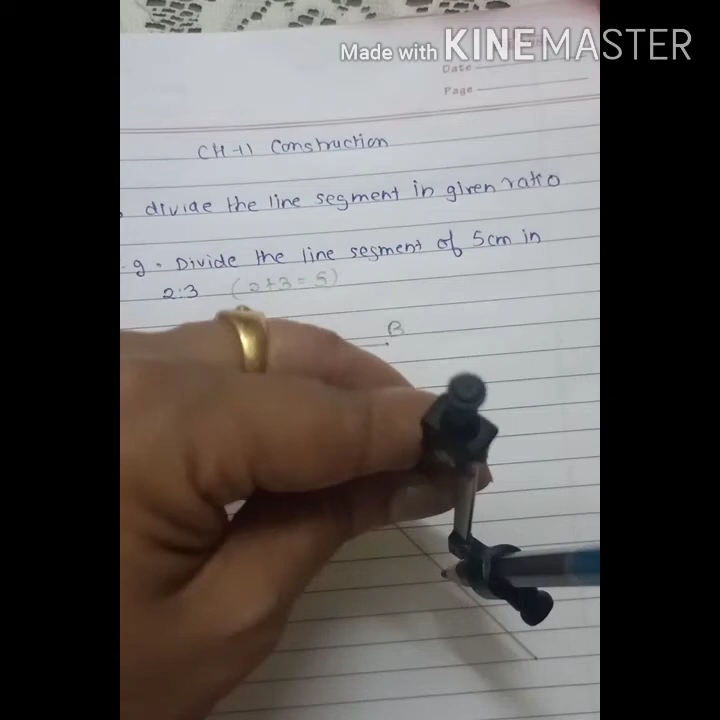 Made with KINEMASTER
Date
Page
CH-11 Construction
divide the line segment in given ratio
g. Divide the line segment of 5cm in
2:3 (2+3=5)
B